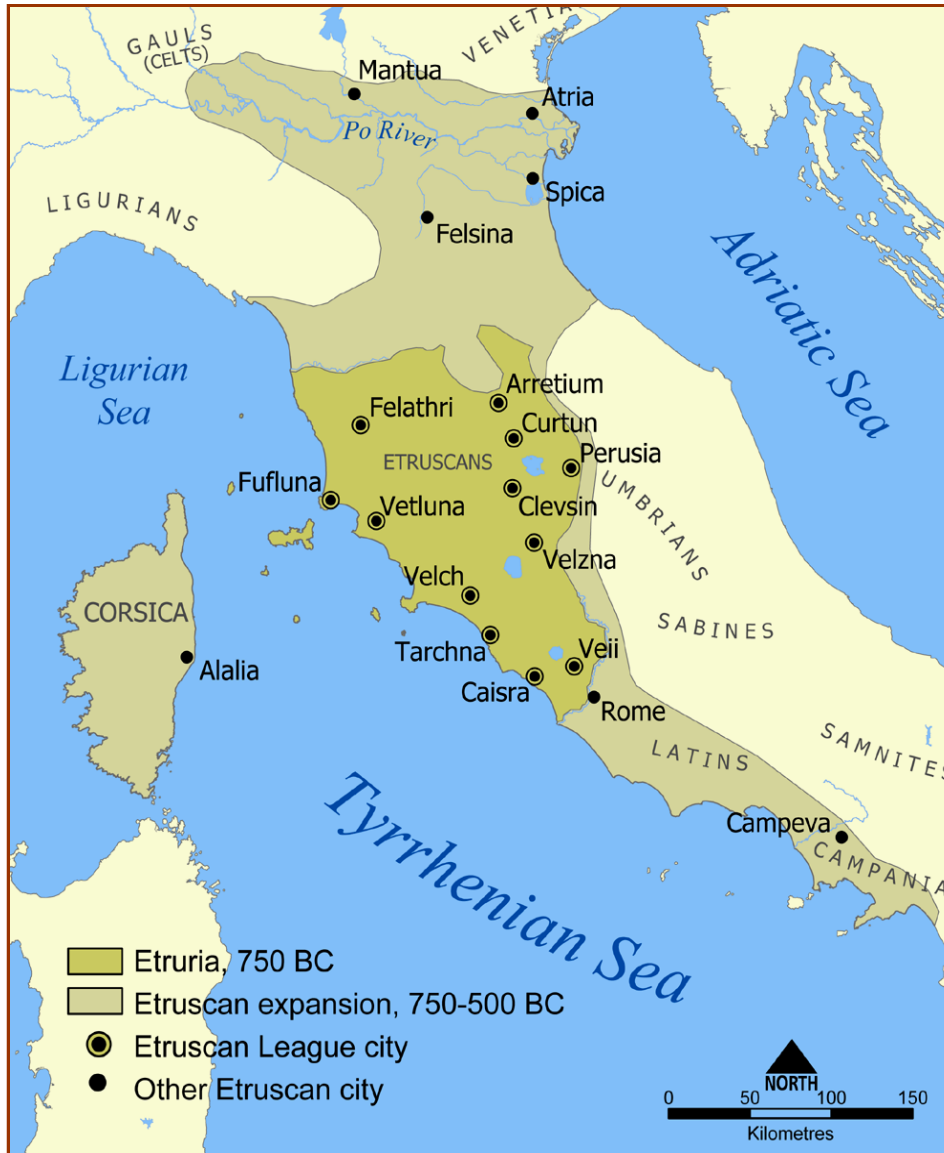 GAULS
(CELTS)
VENETIA
Mantua
Atria
Po River
Spica
LIGURIANS
Felsina
Adriatic Sea
Ligurian
Sea
Arretium
Felathri
Curtun
ETRUSCANS
Perusia
Fufluna
Clevsin
Vetluna
UMBRIANS
Velzna
Velch
CORSICA
SABINES
Tarchna
Veii
Alalia
Caisra
Rome
LATINS
SAMNITES
Tyrrhenian Sea
Campeva
CAMPANIA
Etruria, 750 BC
Etruscan expansion, 750-500 BC
Etruscan League city
Other Etruscan city
NORTH
0 50 100 150
Kilometres